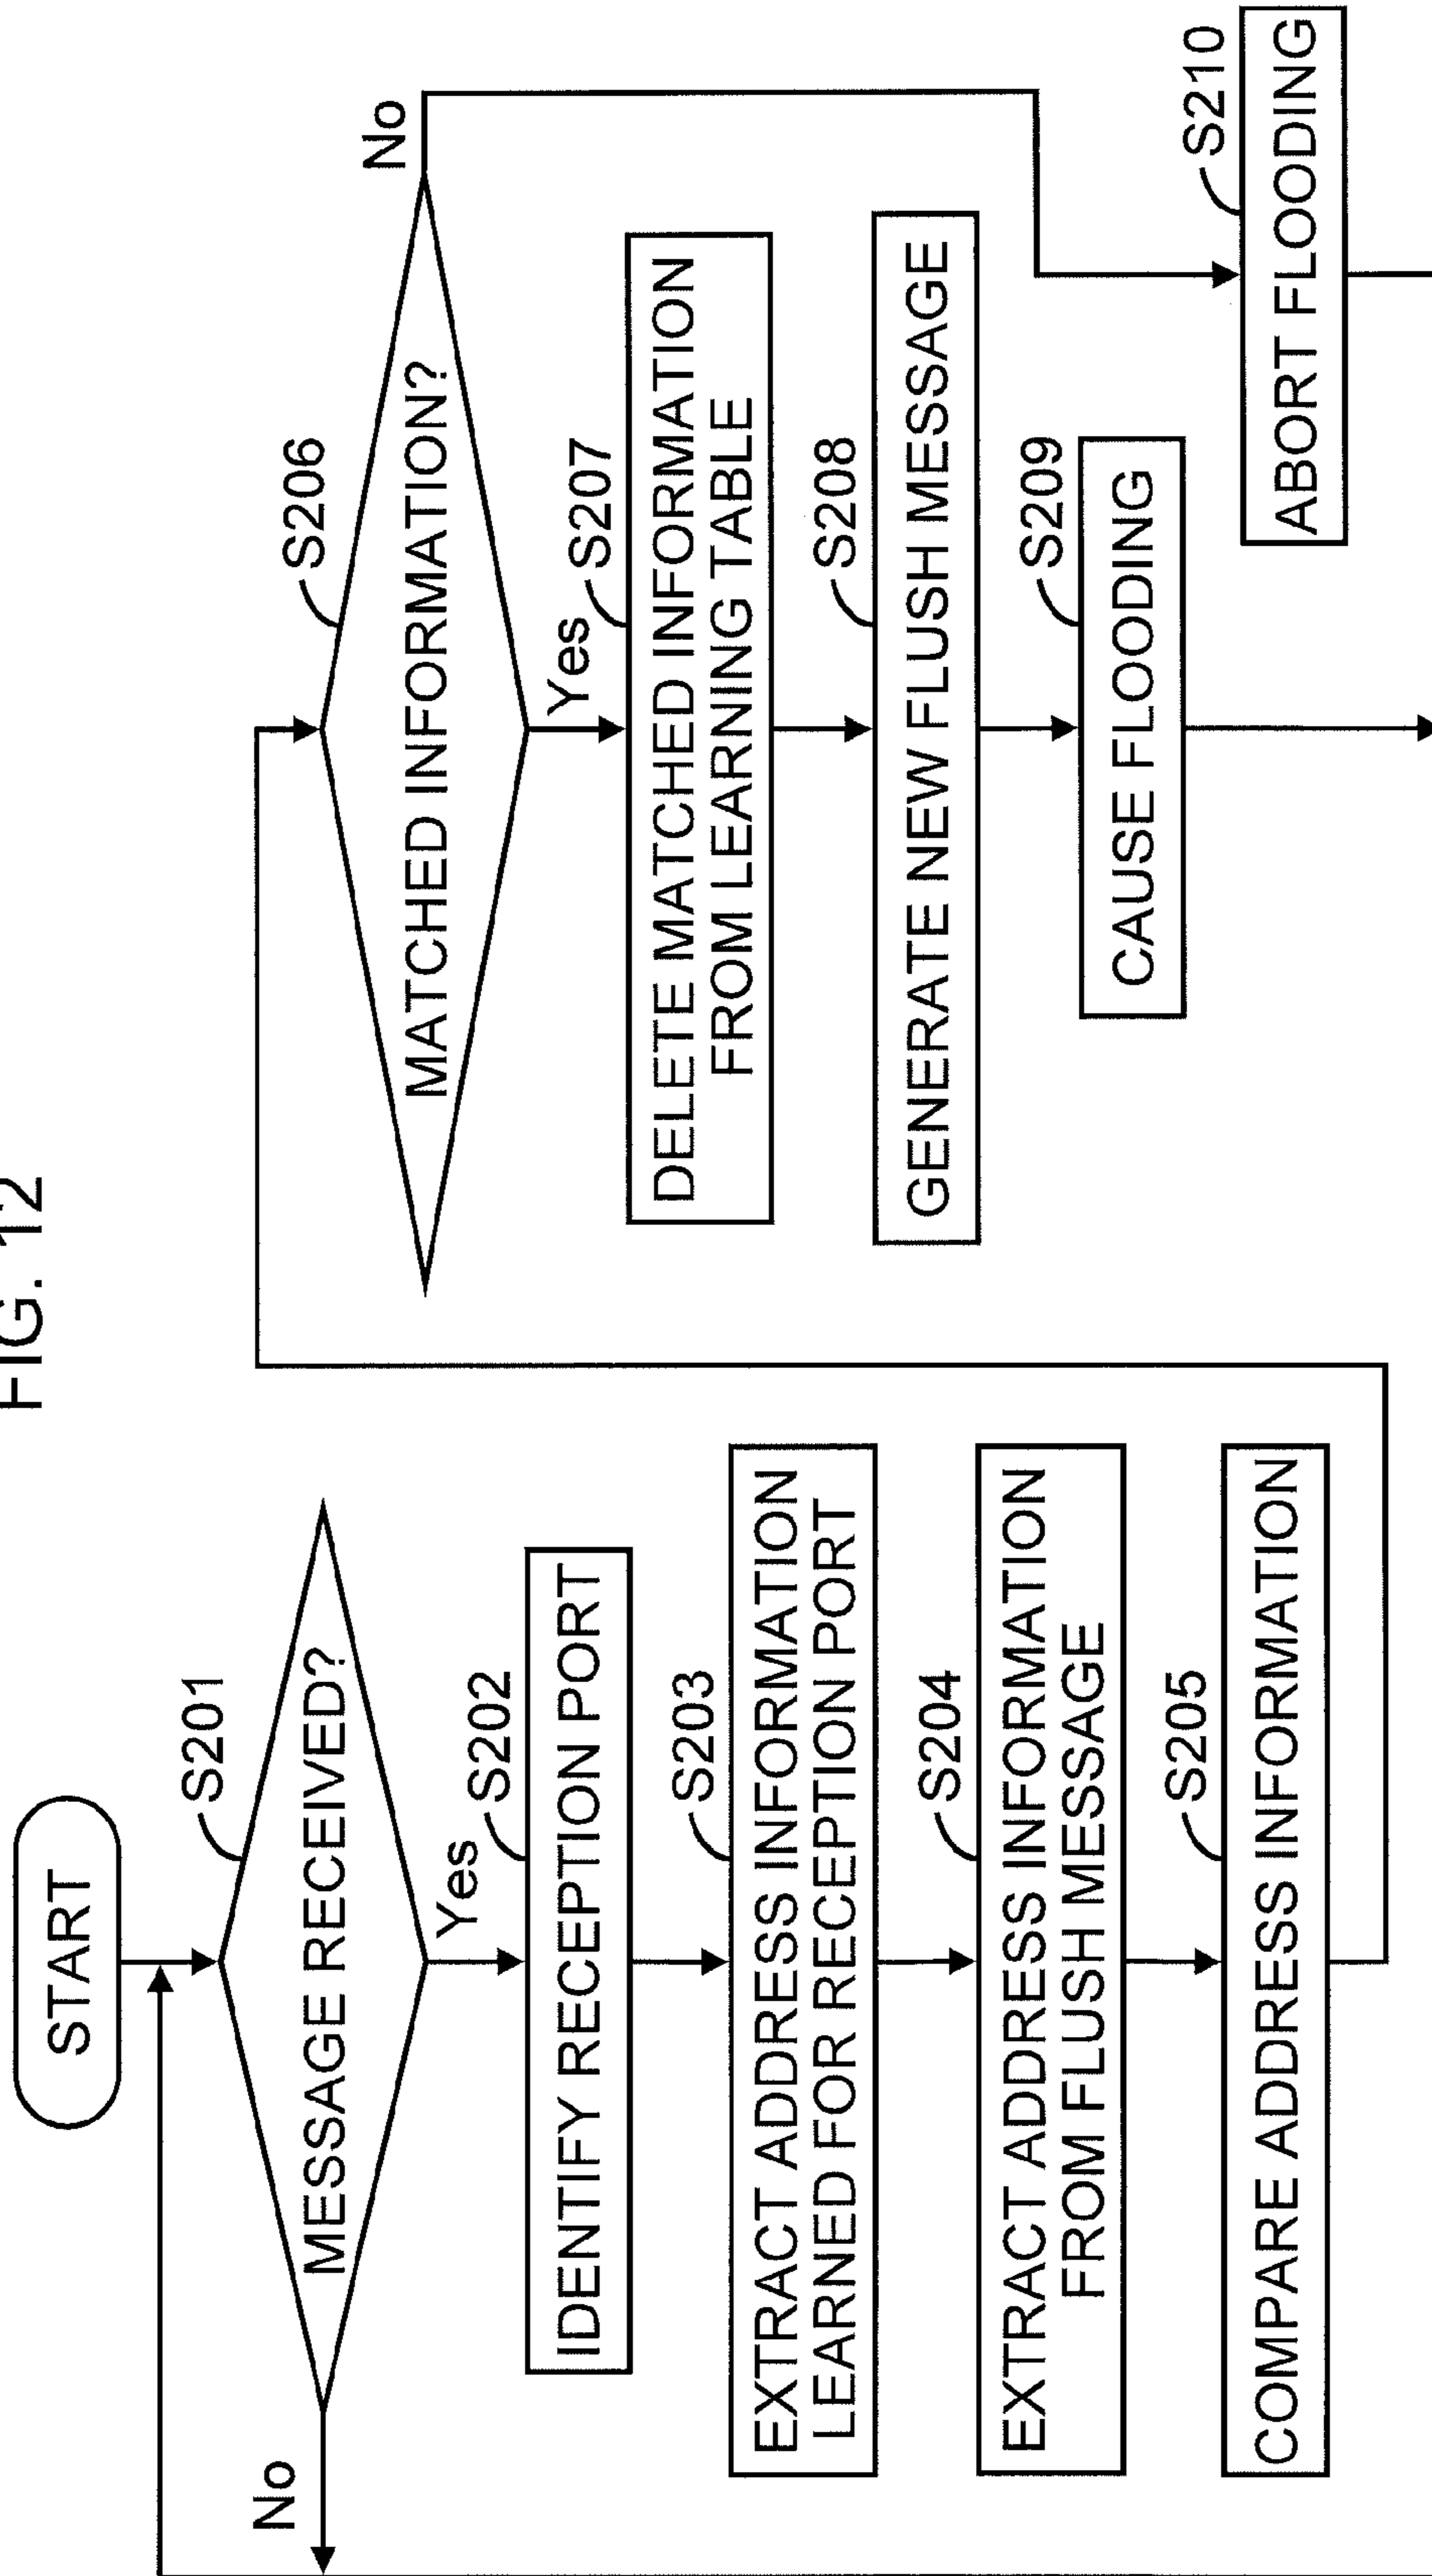 FIG. 12
START
S201
MESSAGE RECEIVED?
No
Yes
S202
IDENTIFY RECEPTION PORT
S203
EXTRACT ADDRESS INFORMATION
LEARNED FOR RECEPTION PORT
S204
EXTRACT ADDRESS INFORMATION
FROM FLUSH MESSAGE
S205
COMPARE ADDRESS INFORMATION
S206
MATCHED INFORMATION?
No
Yes
S207
DELETE MATCHED INFORMATION
FROM LEARNING TABLE
S208
GENERATE NEW FLUSH MESSAGE
S209
CAUSE FLOODING
S210
ABORT FLOODING